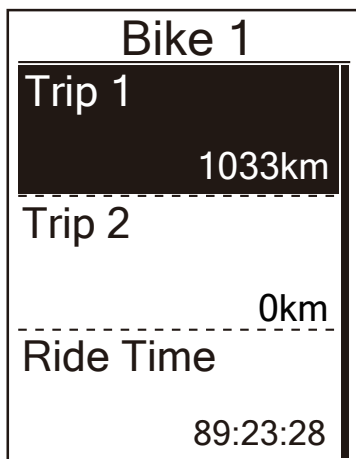 Bike 1
Trip 1
1033km
Trip 2
0km
Ride Time
89:23:28